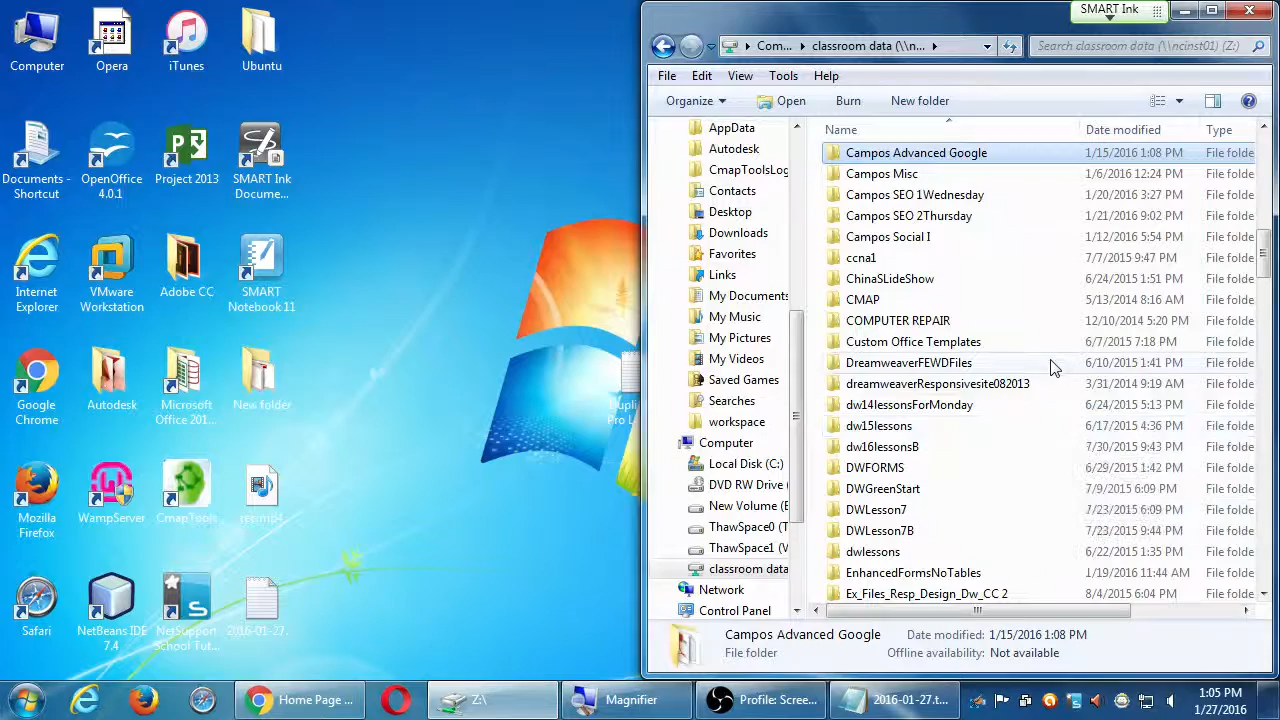 Computer
Opera
iTunes
Ubuntu
Documents -
Shortcut
OpenOffice
4.0.1
Project 2013
SMART Ink
Docume...
Internet
Explorer
VMware
Workstation
Adobe CC
SMART
Notebook 11
Google
Chrome
Autodesk
Microsoft
Office 201...
New folder
Mozilla
Firefox
WampServer
CmapTools
Safari
NetBeans IDE
7.4
NetSupport
School Tut...
2016-01-27.
SMART Ink
Com... classroom data (\\n...
Search classroom data (\\ncinst01) (Z:)
File Edit View Tools Help
Organize Open Burn New folder
AppData
Autodesk
CmapToolsLog
Contacts
Desktop
Downloads
Favorites
Links
My Documents
My Music
My Pictures
My Videos
Saved Games
Searches
workspace
Computer
Local Disk (C:)
DVD RW Drive (
New Volume (
ThawSpace0 (T
ThawSpace1 (V
classroom data
Network
Control Panel
Name Date modified Type
Campos Advanced Google 1/15/2016 1:08 PM File folde
Campos Misc 1/6/2016 12:24 PM File folde
Campos SEO 1Wednesday 1/20/2016 3:27 PM File folde
Campos SEO 2Thursday 1/21/2016 9:02 PM File folde
Campos Social I 1/12/2016 5:54 PM File folde
ccna1 7/7/2015 9:47 PM File folde
ChinaSLideShow 6/24/2015 1:51 PM File folde
CMAP 5/13/2014 8:16 AM File folde
COMPUTER REPAIR 12/10/2014 5:20 PM File folde
Custom Office Templates 6/7/2015 7:18 PM File folde
DreamweaverFEWDFiles 6/10/2015 1:41 PM File folde
dreamweaverResponsivesite082013 3/31/2014 9:19 AM File folde
dw14lessonsForMonday 6/24/2015 5:13 PM File folde
dw15lessons 6/17/2015 4:36 PM File folde
dw16lessonsB 7/30/2015 9:43 PM File folde
DWFORMS 6/29/2015 1:42 PM File folde
DWGreenStart 7/9/2015 6:09 PM File folde
DWLesson7 7/23/2015 6:09 PM File folde
DWLesson7B 7/23/2015 9:44 PM File folde
dwlessons 6/22/2015 1:35 PM File folde
EnhancedFormsNoTables 1/19/2016 11:44 AM File folde
Ex_Files_Resp_Design_Dw_CC 2 8/4/2015 6:04 PM File folde
Campos Advanced Google Date modified: 1/15/2016 1:08 PM
File folder Offline availability: Not available
Home Page ...
Z:\
Magnifier
Profile: Scree...
2016-01-27.t...
1:05 PM
1/27/2016